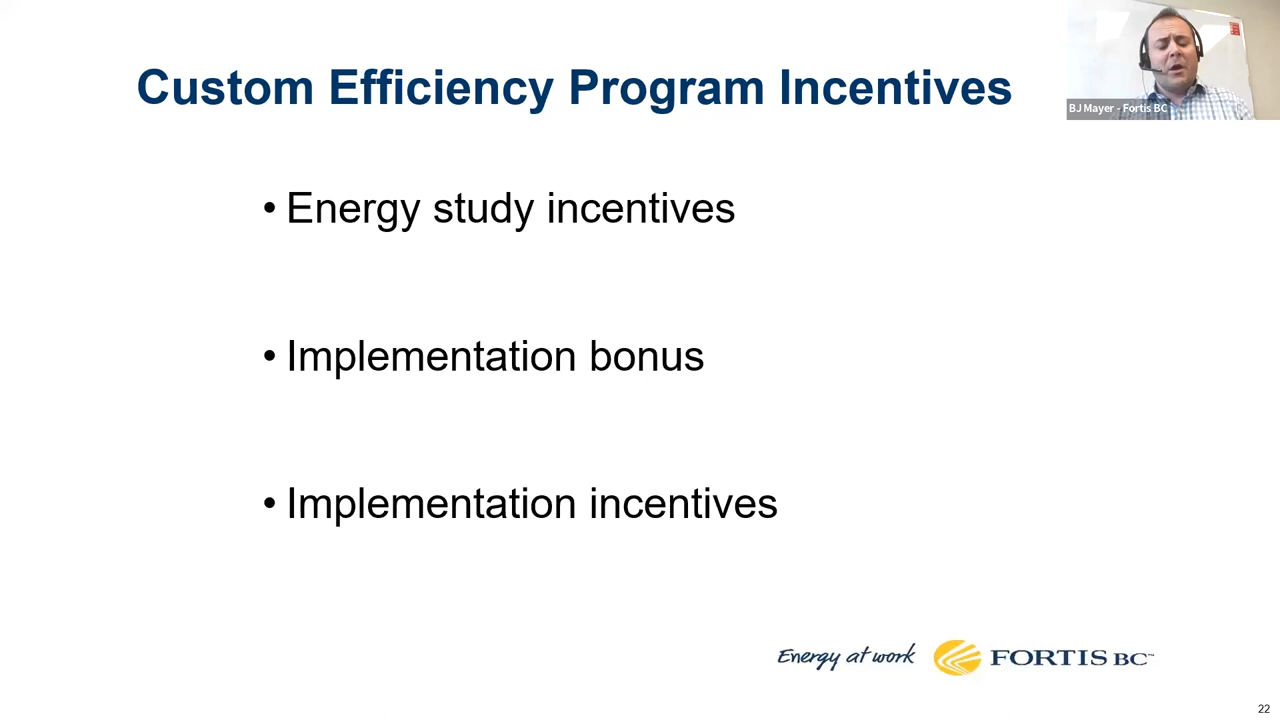 Custom Efficiency Program Incentives
BJ Mayer - Fortis BC
• Energy study incentives
• Implementation bonus
• Implementation incentives
Energy at work FORTIS BC™
22